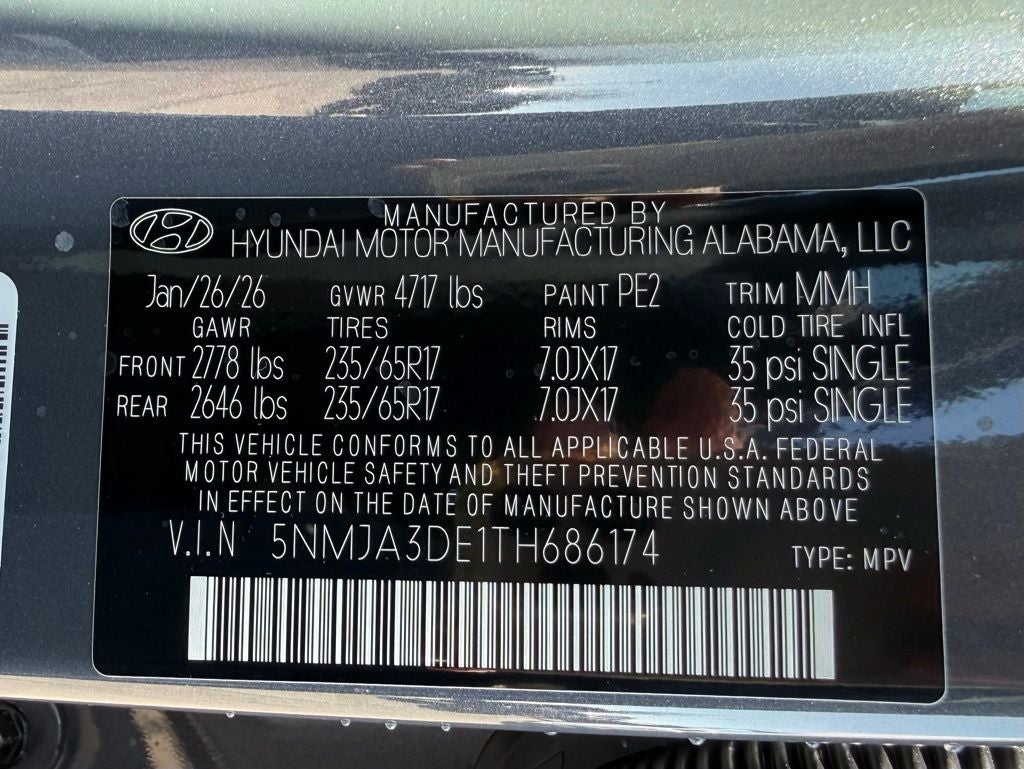 MANUFACTURED BY
HYUNDAI MOTOR MANUFACTURING ALABAMA, LLC
Jan/26/26 GVWR 4717 lbs PAINT PE2 TRIM MMH
GAWR TIRES RIMS COLD TIRE INFL
FRONT 2778 lbs 235/65R17 7.0JX17 35 psi SINGLE
REAR 2646 lbs 235/65R17 7.0JX17 35 psi SINGLE
THIS VEHICLE CONFORMS TO ALL APPLICABLE U.S.A. FEDERAL
MOTOR VEHICLE SAFETY AND THEFT PREVENTION STANDARDS
IN EFFECT ON THE DATE OF MANUFACTURE SHOWN ABOVE
V.I.N 5NMJA3DE1TH686174 TYPE: MPV